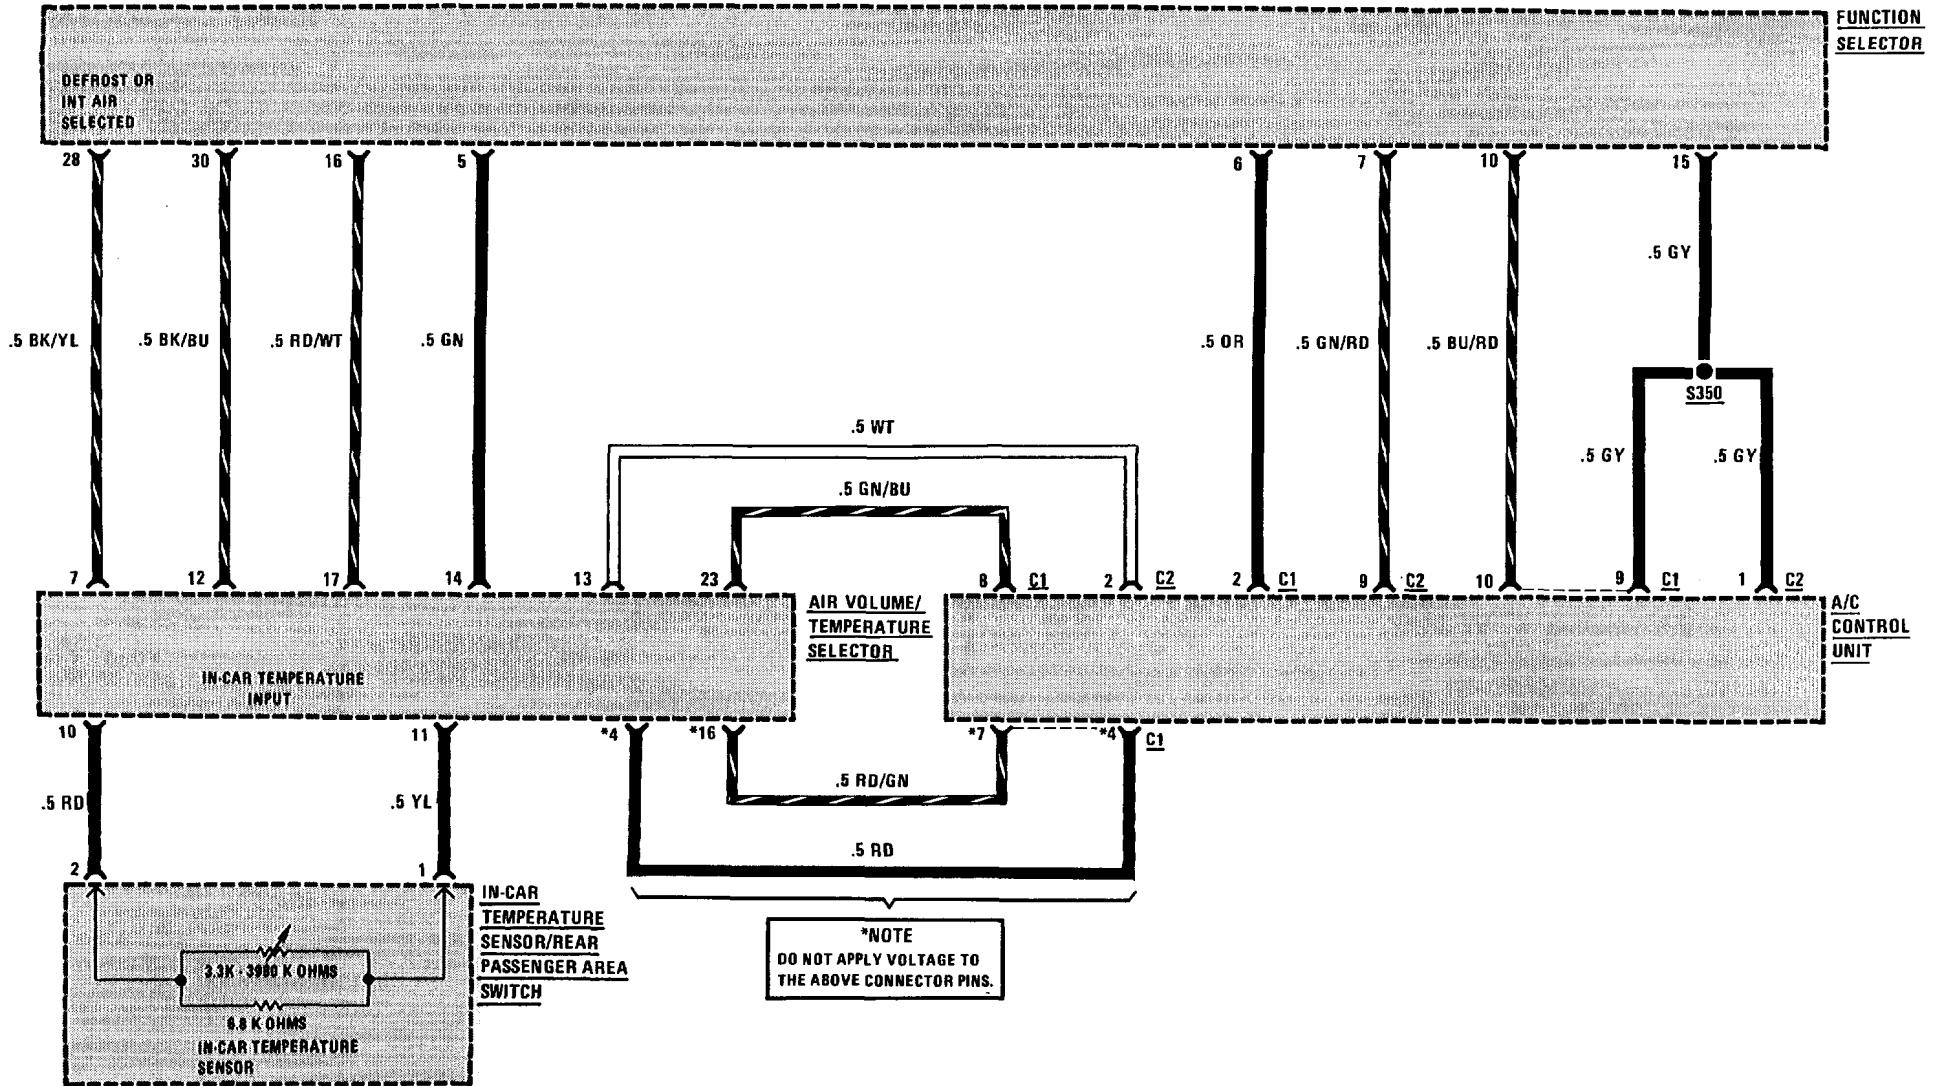 FUNCTION
SELECTOR
DEFROST OR
INT AIR
SELECTED
28 30 16 5 6 7 10 15
.5 GY
.5 BK/YL .5 BK/BU .5 RD/WT .5 GN .5 OR .5 GN/RD .5 BU/RD
S350
.5 WT
.5 GY .5 GY
.5 GN/BU
7 12 17 14 13 23 8 C1 2 C2 2 C1 9 C2 10 9 C1 1 C2
AIR VOLUME/
TEMPERATURE
SELECTOR
A/C
CONTROL
UNIT
IN-CAR TEMPERATURE
INPUT
10 11 *4 *16 *7 *4 C1
.5 RD/GN
.5 RD .5 YL
.5 RD
2 1
IN-CAR
TEMPERATURE
SENSOR/REAR
PASSENGER AREA
SWITCH
*NOTE
DO NOT APPLY VOLTAGE TO
THE ABOVE CONNECTOR PINS.
3.3K - 3980 K OHMS
6.8 K OHMS
IN-CAR TEMPERATURE
SENSOR